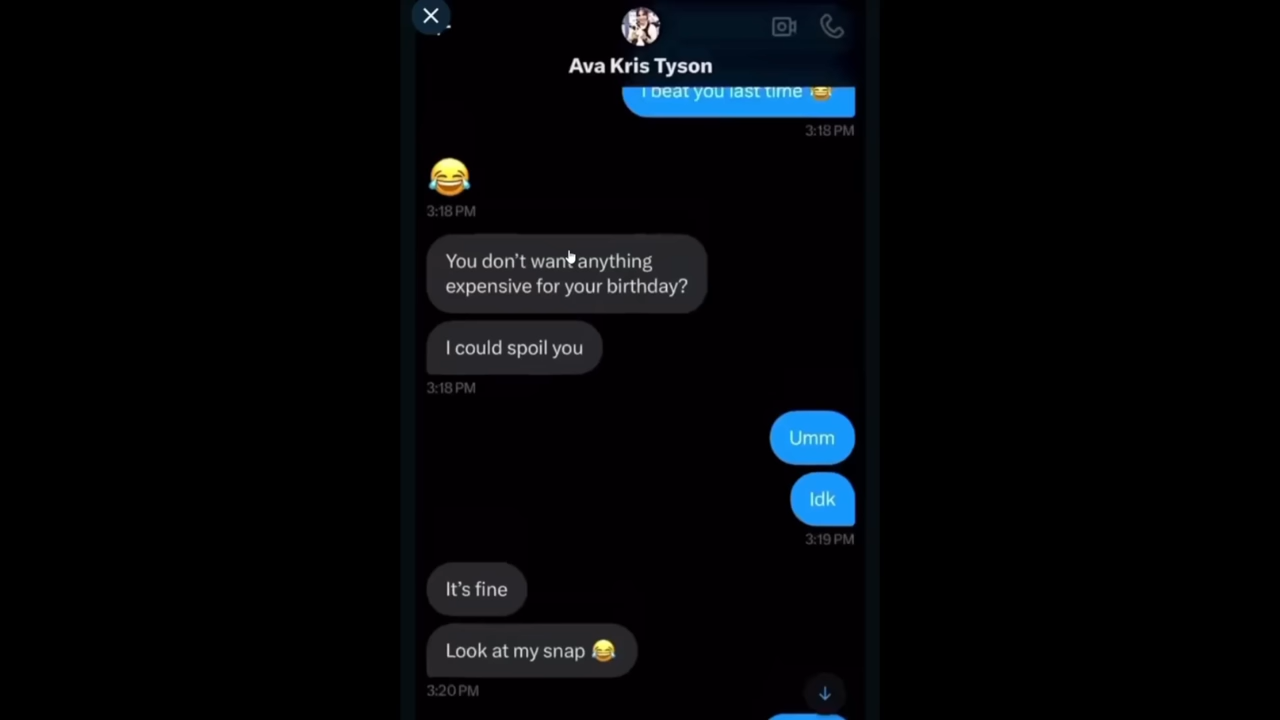 Ava Kris Tyson
I beat you last time 😂
3:18 PM
😂
3:18 PM
You don't want anything
expensive for your birthday?
I could spoil you
3:18 PM
Umm
Idk
3:19 PM
It's fine
Look at my snap 😂
3:20 PM